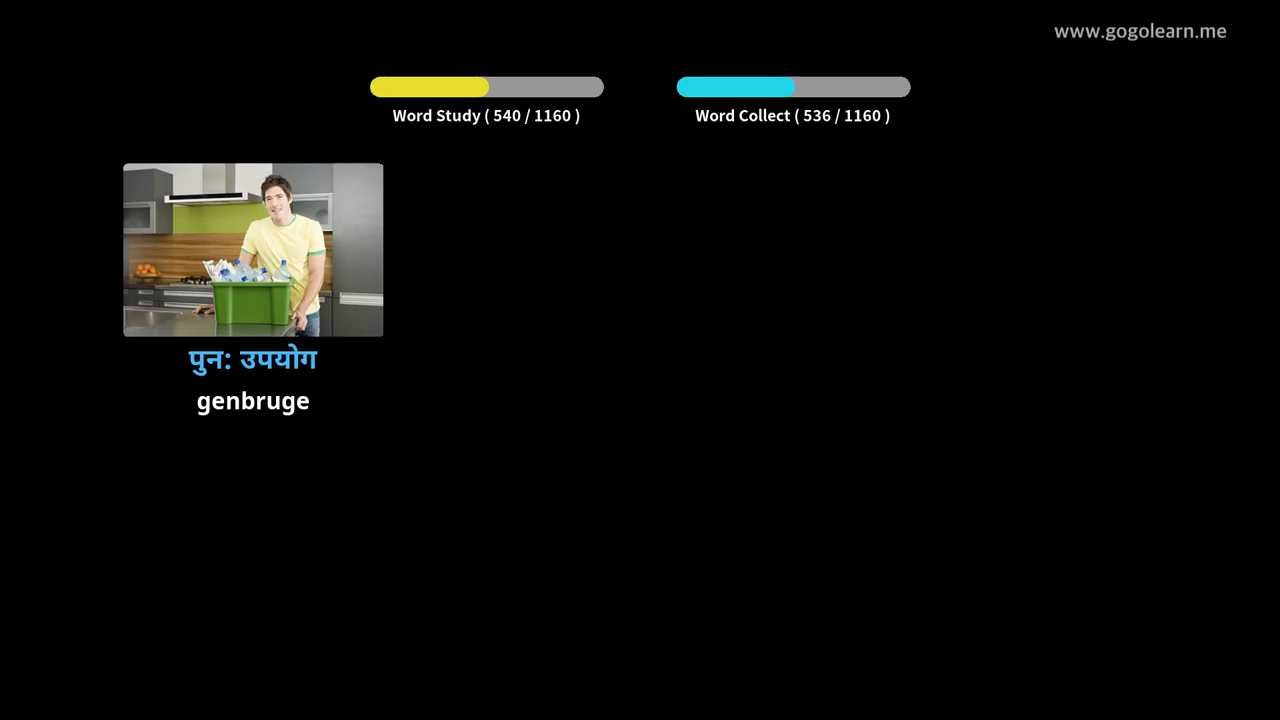 www.gogolearn.me
Word Study ( 540 / 1160 )
Word Collect ( 536 / 1160 )
पुन: उपयोग
genbruge